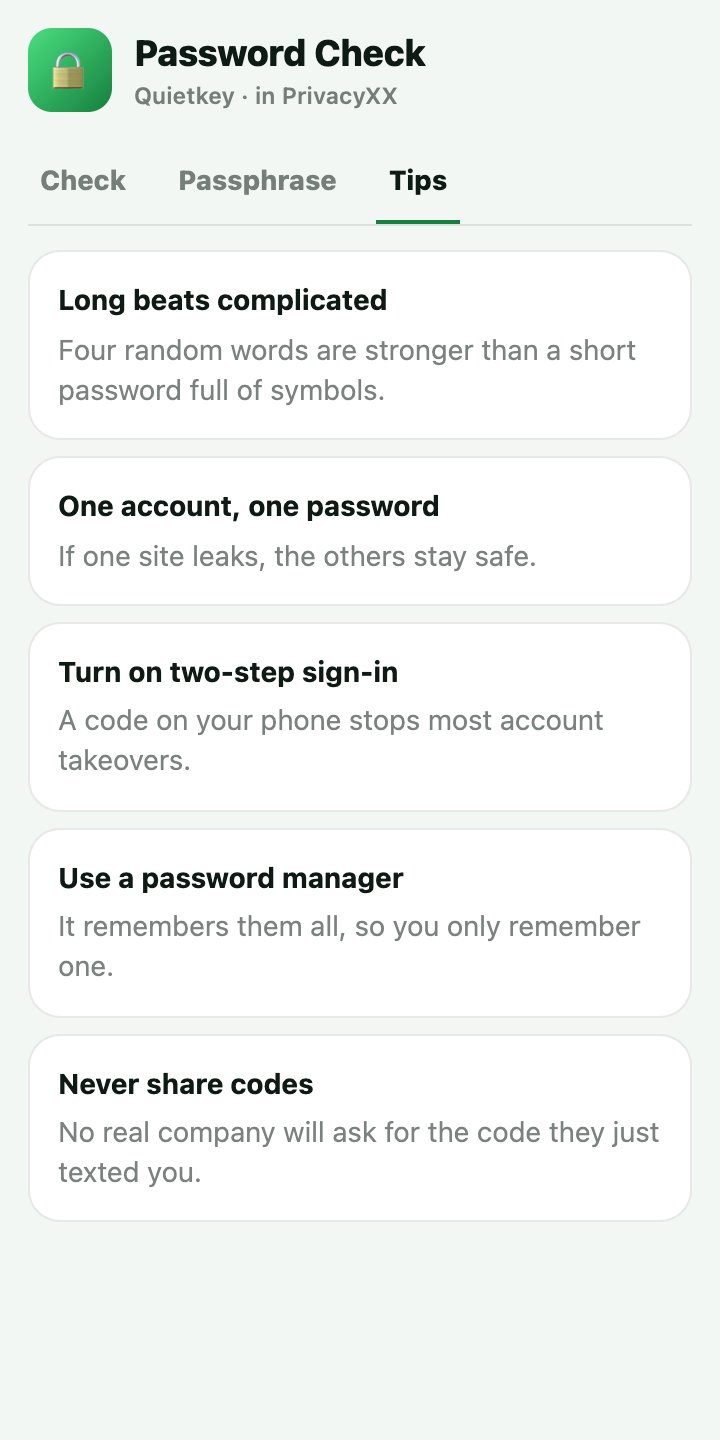 Password Check
Quietkey · in PrivacyXX
Check Passphrase Tips
Long beats complicated
Four random words are stronger than a short
password full of symbols.
One account, one password
If one site leaks, the others stay safe.
Turn on two-step sign-in
A code on your phone stops most account
takeovers.
Use a password manager
It remembers them all, so you only remember
one.
Never share codes
No real company will ask for the code they just
texted you.